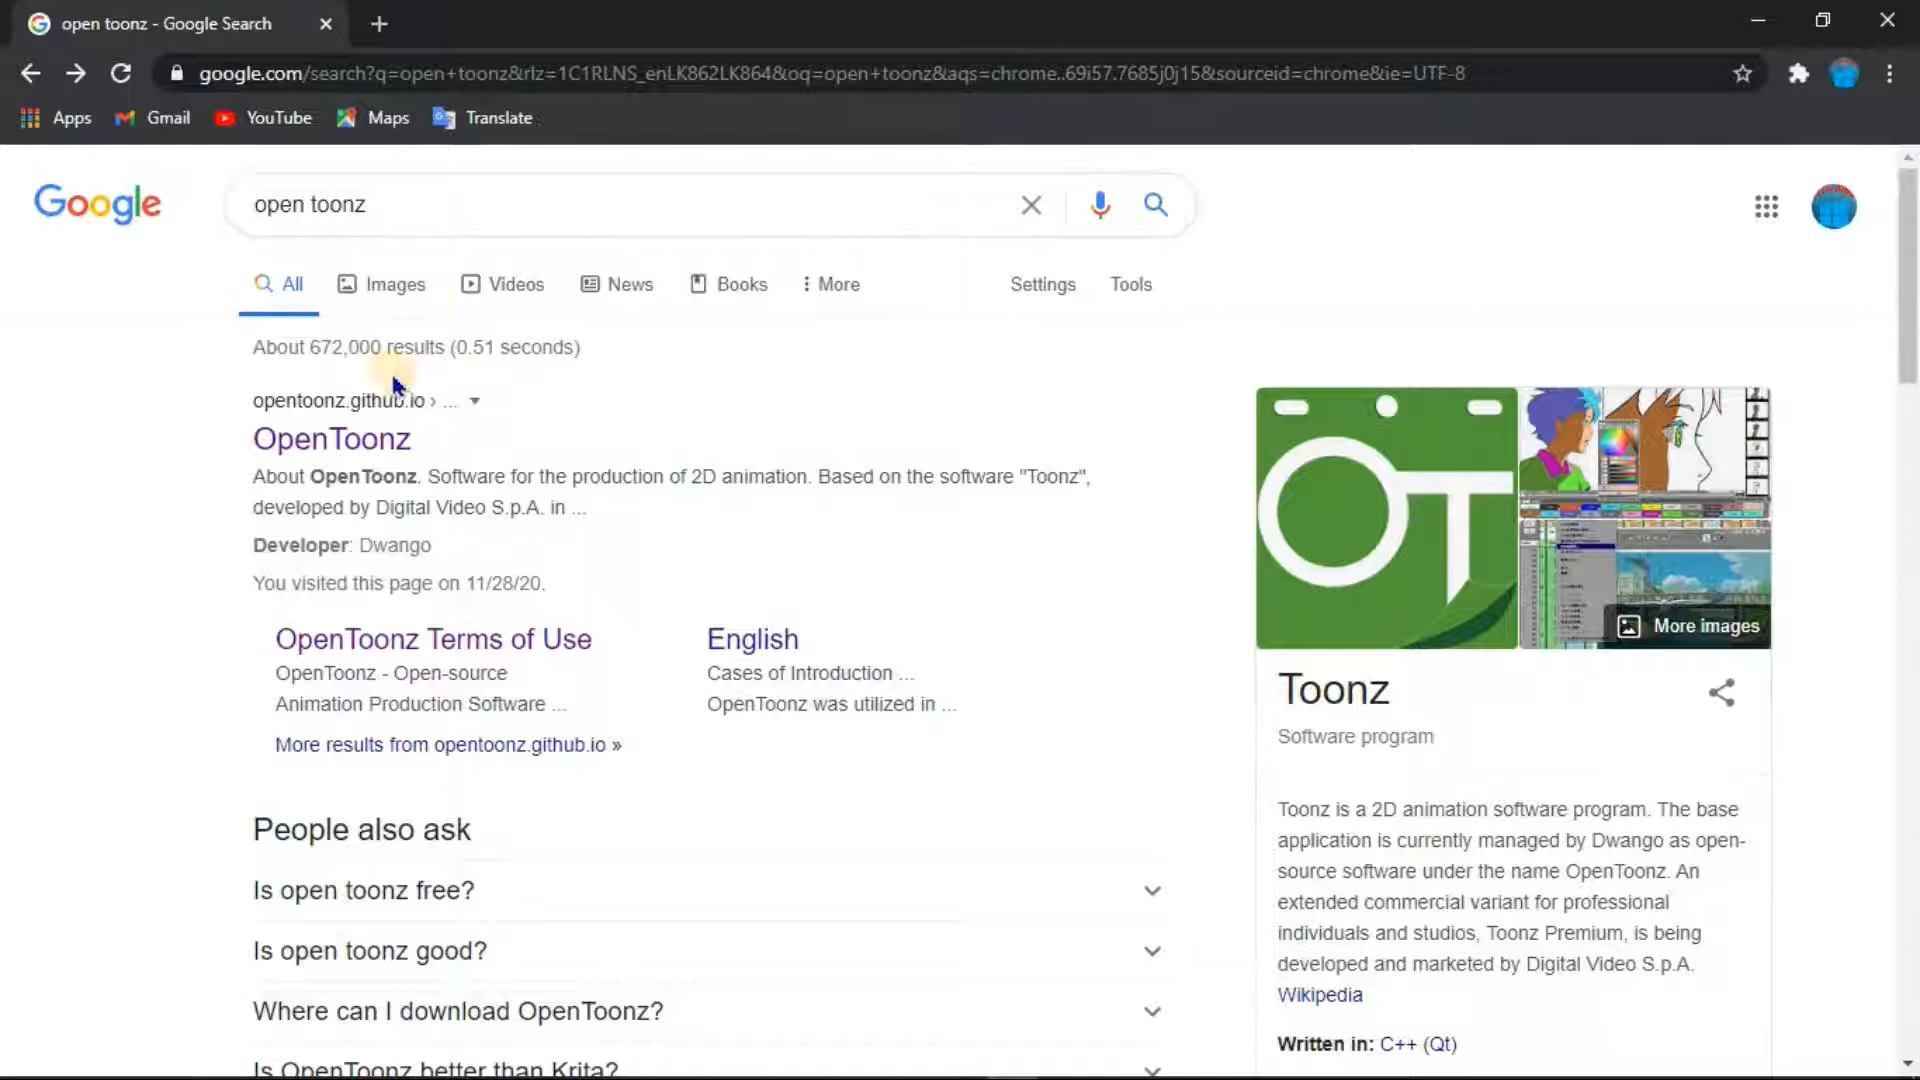 open toonz - Google Search
google.com/search?q=open+toonz&rlz=1C1RLNS_enLK862LK864&oq=open+toonz&aqs=chrome..69i57.7685j0j15&sourceid=chrome&ie=UTF-8
Apps Gmail YouTube Maps Translate
Google
open toonz
All Images Videos News Books More Settings Tools
About 672,000 results (0.51 seconds)
opentoonz.github.io › ...
OpenToonz
About OpenToonz. Software for the production of 2D animation. Based on the software "Toonz",
developed by Digital Video S.p.A. in ...
Developer: Dwango
You visited this page on 11/28/20.
OpenToonz Terms of Use
OpenToonz - Open-source
Animation Production Software ...
English
Cases of Introduction ...
OpenToonz was utilized in ...
More results from opentoonz.github.io »
People also ask
Is open toonz free?
Is open toonz good?
Where can I download OpenToonz?
Is OpenToonz better than Krita?
OT
More images
Toonz
Software program
Toonz is a 2D animation software program. The base
application is currently managed by Dwango as open-
source software under the name OpenToonz. An
extended commercial variant for professional
individuals and studios, Toonz Premium, is being
developed and marketed by Digital Video S.p.A.
Wikipedia
Written in: C++ (Qt)